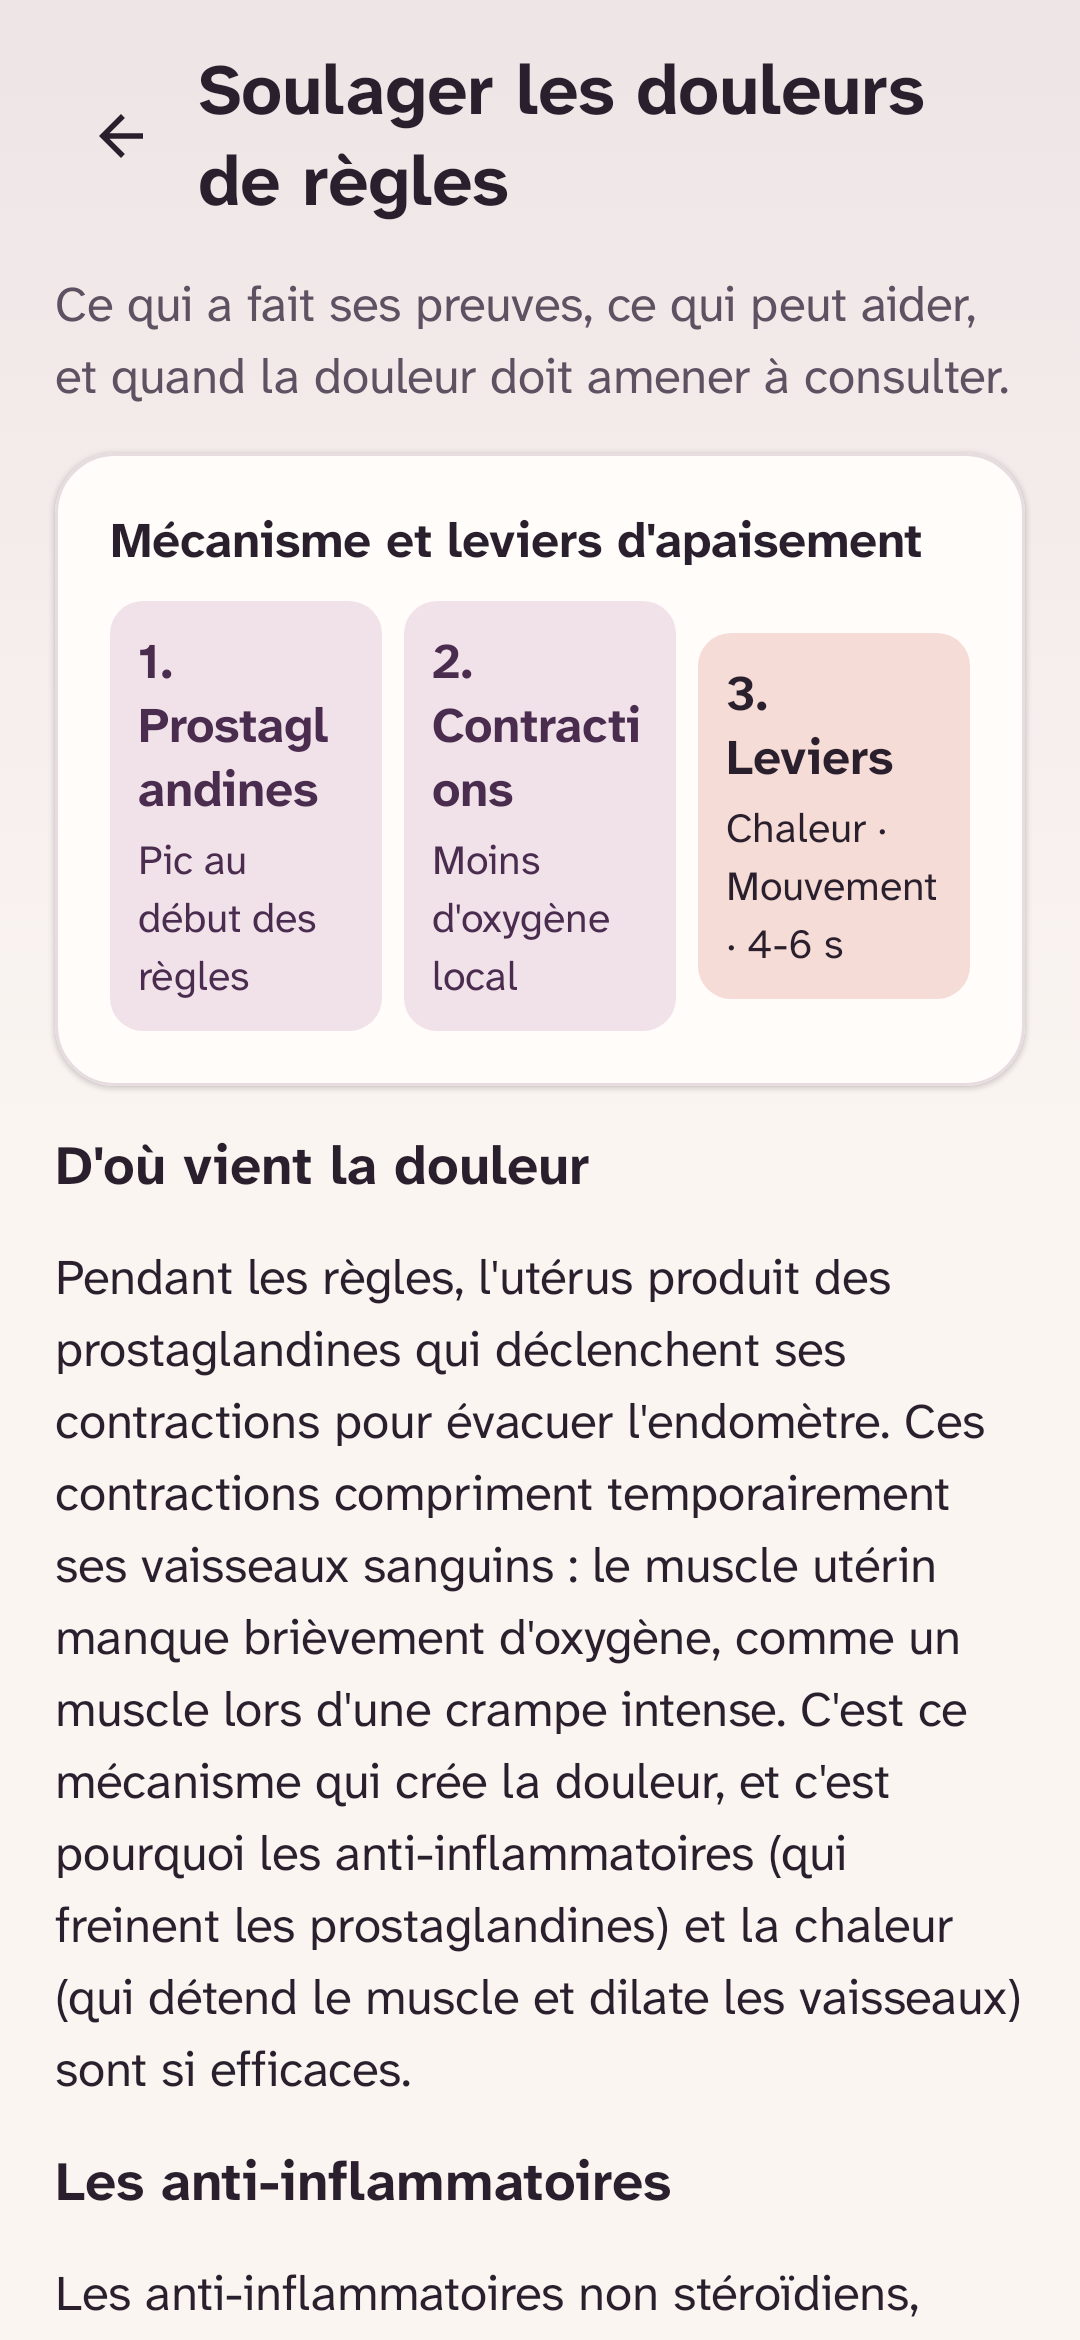 Soulager les douleurs
de règles
Ce qui a fait ses preuves, ce qui peut aider,
et quand la douleur doit amener à consulter.
Mécanisme et leviers d'apaisement
1.
Prostagl
andines
Pic au
début des
règles
2.
Contracti
ons
Moins
d'oxygène
local
3.
Leviers
Chaleur ·
Mouvement
· 4-6 s
D'où vient la douleur
Pendant les règles, l'utérus produit des
prostaglandines qui déclenchent ses
contractions pour évacuer l'endomètre. Ces
contractions compriment temporairement
ses vaisseaux sanguins : le muscle utérin
manque brièvement d'oxygène, comme un
muscle lors d'une crampe intense. C'est ce
mécanisme qui crée la douleur, et c'est
pourquoi les anti-inflammatoires (qui
freinent les prostaglandines) et la chaleur
(qui détend le muscle et dilate les vaisseaux)
sont si efficaces.
Les anti-inflammatoires
Les anti-inflammatoires non stéroïdiens,